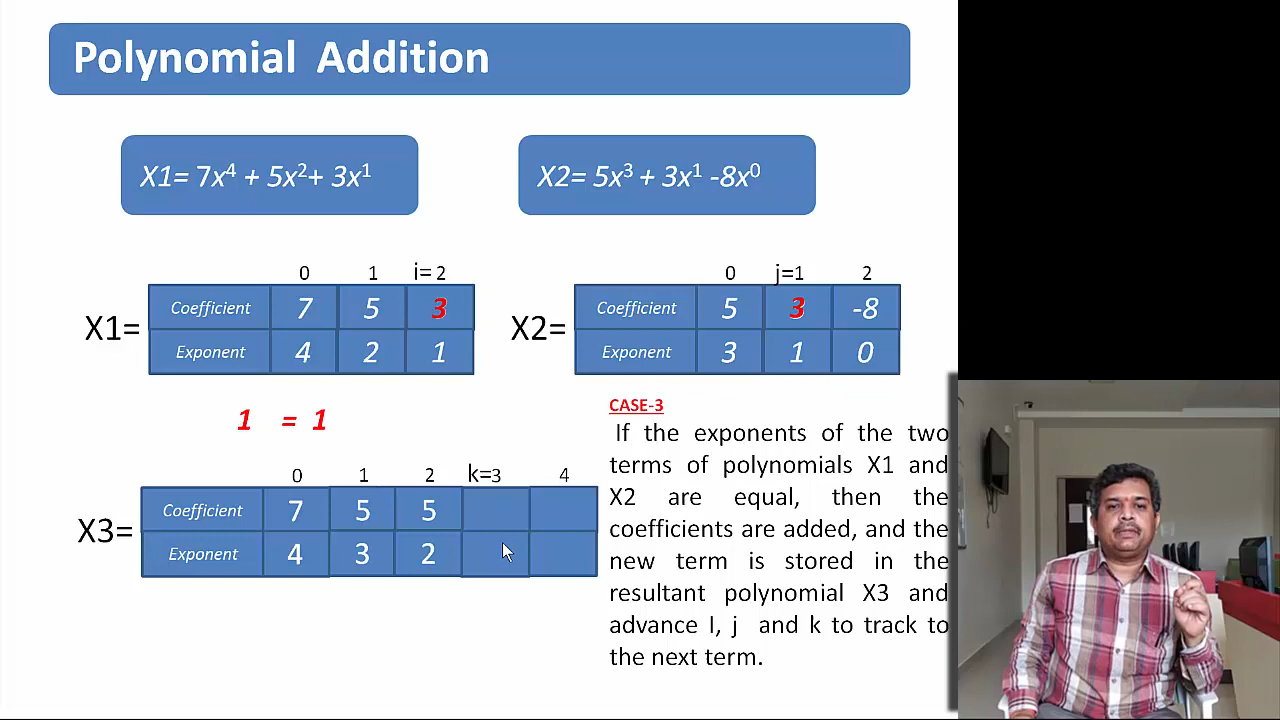 Polynomial Addition
X1= 7x⁴ + 5x²+ 3x¹
X2= 5x³ + 3x¹ -8x⁰
0 1 i= 2
X1=
Coefficient 7 5 3
Exponent 4 2 1
0 j=1 2
X2=
Coefficient 5 3 -8
Exponent 3 1 0
1 = 1
0 1 2 k=3 4
X3=
Coefficient 7 5 5
Exponent 4 3 2
CASE-3
If the exponents of the two
terms of polynomials X1 and
X2 are equal, then the
coefficients are added, and the
new term is stored in the
resultant polynomial X3 and
advance I, j and k to track to
the next term.